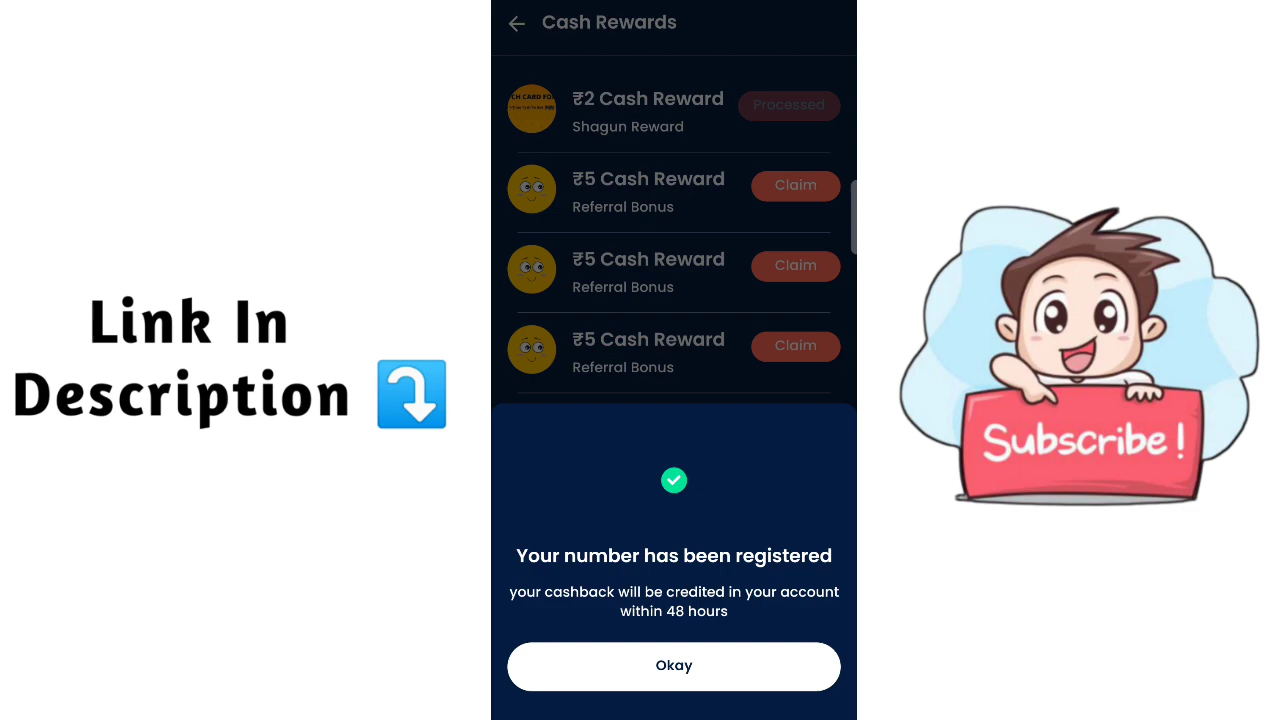 Cash Rewards
₹2 Cash Reward
Processed
Shagun Reward
₹5 Cash Reward
Claim
Referral Bonus
₹5 Cash Reward
Claim
Referral Bonus
₹5 Cash Reward
Claim
Referral Bonus
Link In
Description
Your number has been registered
your cashback will be credited in your account
within 48 hours
Okay
Subscribe!